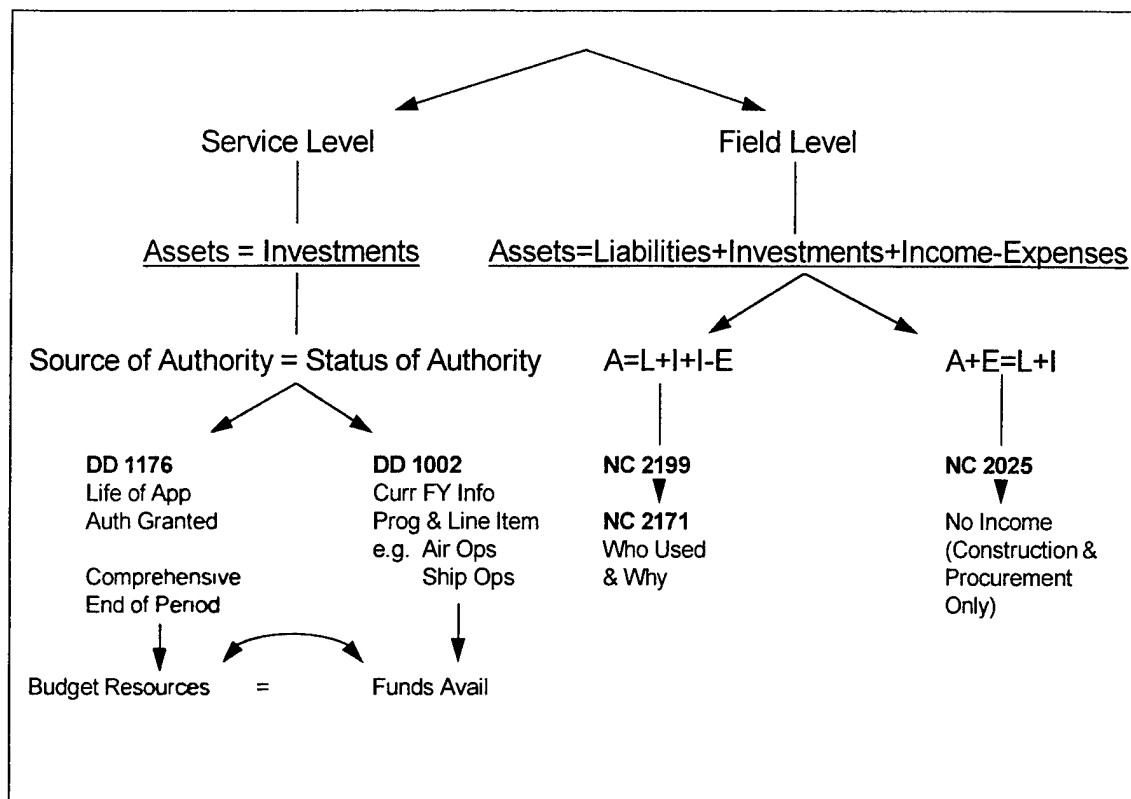 Service Level
Field Level
Assets = Investments
Assets=Liabilities+Investments+Income-Expenses
Source of Authority = Status of Authority
A=L+I+I-E
A+E=L+I
DD 1176
Life of App
Auth Granted
Comprehensive
End of Period
DD 1002
Curr FY Info
Prog & Line Item
e.g. Air Ops
Ship Ops
NC 2199
NC 2171
Who Used
& Why
NC 2025
No Income
(Construction &
Procurement
Only)
Budget Resources = Funds Avail